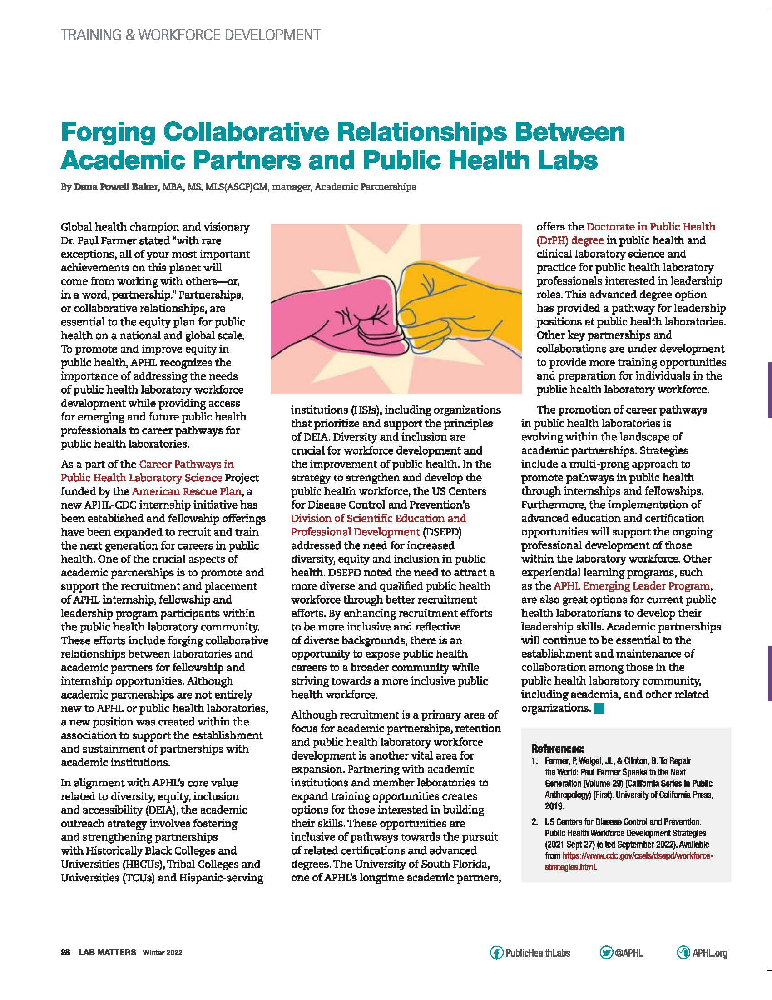 TRAINING & WORKFORCE DEVELOPMENT
Forging Collaborative Relationships Between
Academic Partners and Public Health Labs
By Dana Powell Baker, MBA, MS, MLS(ASCP)CM, manager, Academic Partnerships
Global health champion and visionary
Dr. Paul Farmer stated “with rare
exceptions, all of your most important
achievements on this planet will
come from working with others—or,
in a word, partnership.” Partnerships,
or collaborative relationships, are
essential to the equity plan for public
health on a national and global scale.
To promote and improve equity in
public health, APHL recognizes the
importance of addressing the needs
of public health laboratory workforce
development while providing access
for emerging and future public health
professionals to career pathways for
public health laboratories.
As a part of the Career Pathways in
Public Health Laboratory Science Project
funded by the American Rescue Plan, a
new APHL-CDC internship initiative has
been established and fellowship offerings
have been expanded to recruit and train
the next generation for careers in public
health. One of the crucial aspects of
academic partnerships is to promote and
support the recruitment and placement
of APHL internship, fellowship and
leadership program participants within
the public health laboratory community.
These efforts include forging collaborative
relationships between laboratories and
academic partners for fellowship and
internship opportunities. Although
academic partnerships are not entirely
new to APHL or public health laboratories,
a new position was created within the
association to support the establishment
and sustainment of partnerships with
academic institutions.
In alignment with APHL’s core value
related to diversity, equity, inclusion
and accessibility (DEIA), the academic
outreach strategy involves fostering
and strengthening partnerships
with Historically Black Colleges and
Universities (HBCUs), Tribal Colleges and
Universities (TCUs) and Hispanic-serving
institutions (HSIs), including organizations
that prioritize and support the principles
of DEIA. Diversity and inclusion are
crucial for workforce development and
the improvement of public health. In the
strategy to strengthen and develop the
public health workforce, the US Centers
for Disease Control and Prevention’s
Division of Scientific Education and
Professional Development (DSEPD)
addressed the need for increased
diversity, equity and inclusion in public
health. DSEPD noted the need to attract a
more diverse and qualified public health
workforce through better recruitment
efforts. By enhancing recruitment efforts
to be more inclusive and reflective
of diverse backgrounds, there is an
opportunity to expose public health
careers to a broader community while
striving towards a more inclusive public
health workforce.
Although recruitment is a primary area of
focus for academic partnerships, retention
and public health laboratory workforce
development is another vital area for
expansion. Partnering with academic
institutions and member laboratories to
expand training opportunities creates
options for those interested in building
their skills. These opportunities are
inclusive of pathways towards the pursuit
of related certifications and advanced
degrees. The University of South Florida,
one of APHL’s longtime academic partners,
offers the Doctorate in Public Health
(DrPH) degree in public health and
clinical laboratory science and
practice for public health laboratory
professionals interested in leadership
roles. This advanced degree option
has provided a pathway for leadership
positions at public health laboratories.
Other key partnerships and
collaborations are under development
to provide more training opportunities
and preparation for individuals in the
public health laboratory workforce.
The promotion of career pathways
in public health laboratories is
evolving within the landscape of
academic partnerships. Strategies
include a multi-prong approach to
promote pathways in public health
through internships and fellowships.
Furthermore, the implementation of
advanced education and certification
opportunities will support the ongoing
professional development of those
within the laboratory workforce. Other
experiential learning programs, such
as the APHL Emerging Leader Program,
are also great options for current public
health laboratorians to develop their
leadership skills. Academic partnerships
will continue to be essential to the
establishment and maintenance of
collaboration among those in the
public health laboratory community,
including academia, and other related
organizations.
References:
1. Farmer, P, Weigel, JL, & Clinton, B. To Repair
the World: Paul Farmer Speaks to the Next
Generation (Volume 29) (California Series in Public
Anthropology) (First). University of California Press,
2019.
2. US Centers for Disease Control and Prevention.
Public Health Workforce Development Strategies
(2021 Sept 27) (cited September 2022). Available
from https://www.cdc.gov/csels/dsepd/workforce-
strategies.html.
28 LAB MATTERS Winter 2022
PublicHealthLabs
@APHL
APHL.org